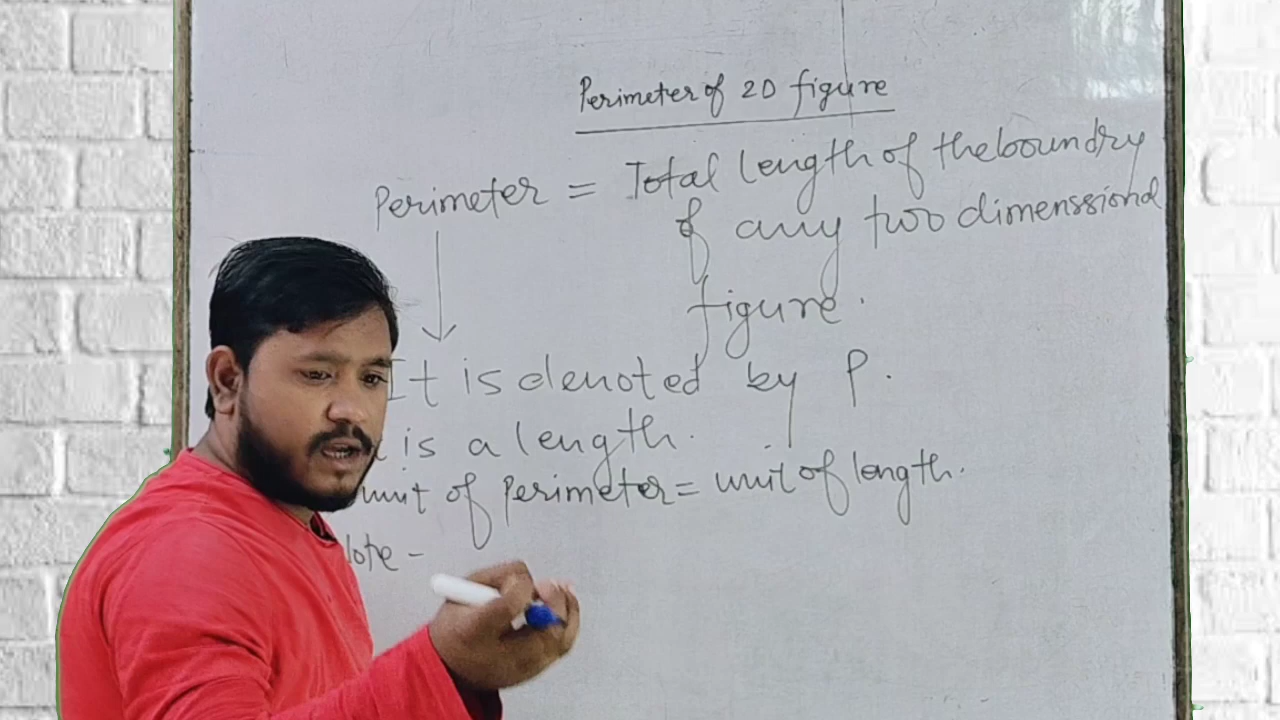 Perimeter of 2D figure
Perimeter = Total length of the boundry
of any two dimenssional
figure.
It is denoted by P.
is a length.
unit of Perimeter = unit of length.